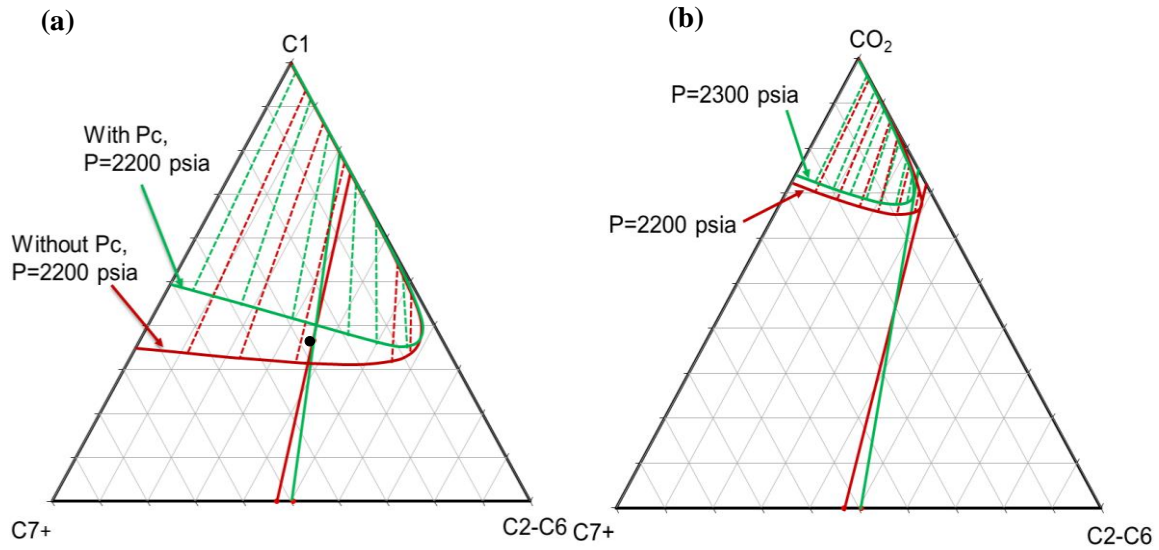 (a)
C1
With Pc,
P=2200 psia
Without Pc,
P=2200 psia
C7+
C2-C6
(b)
CO₂
P=2300 psia
P=2200 psia
C7+
C2-C6